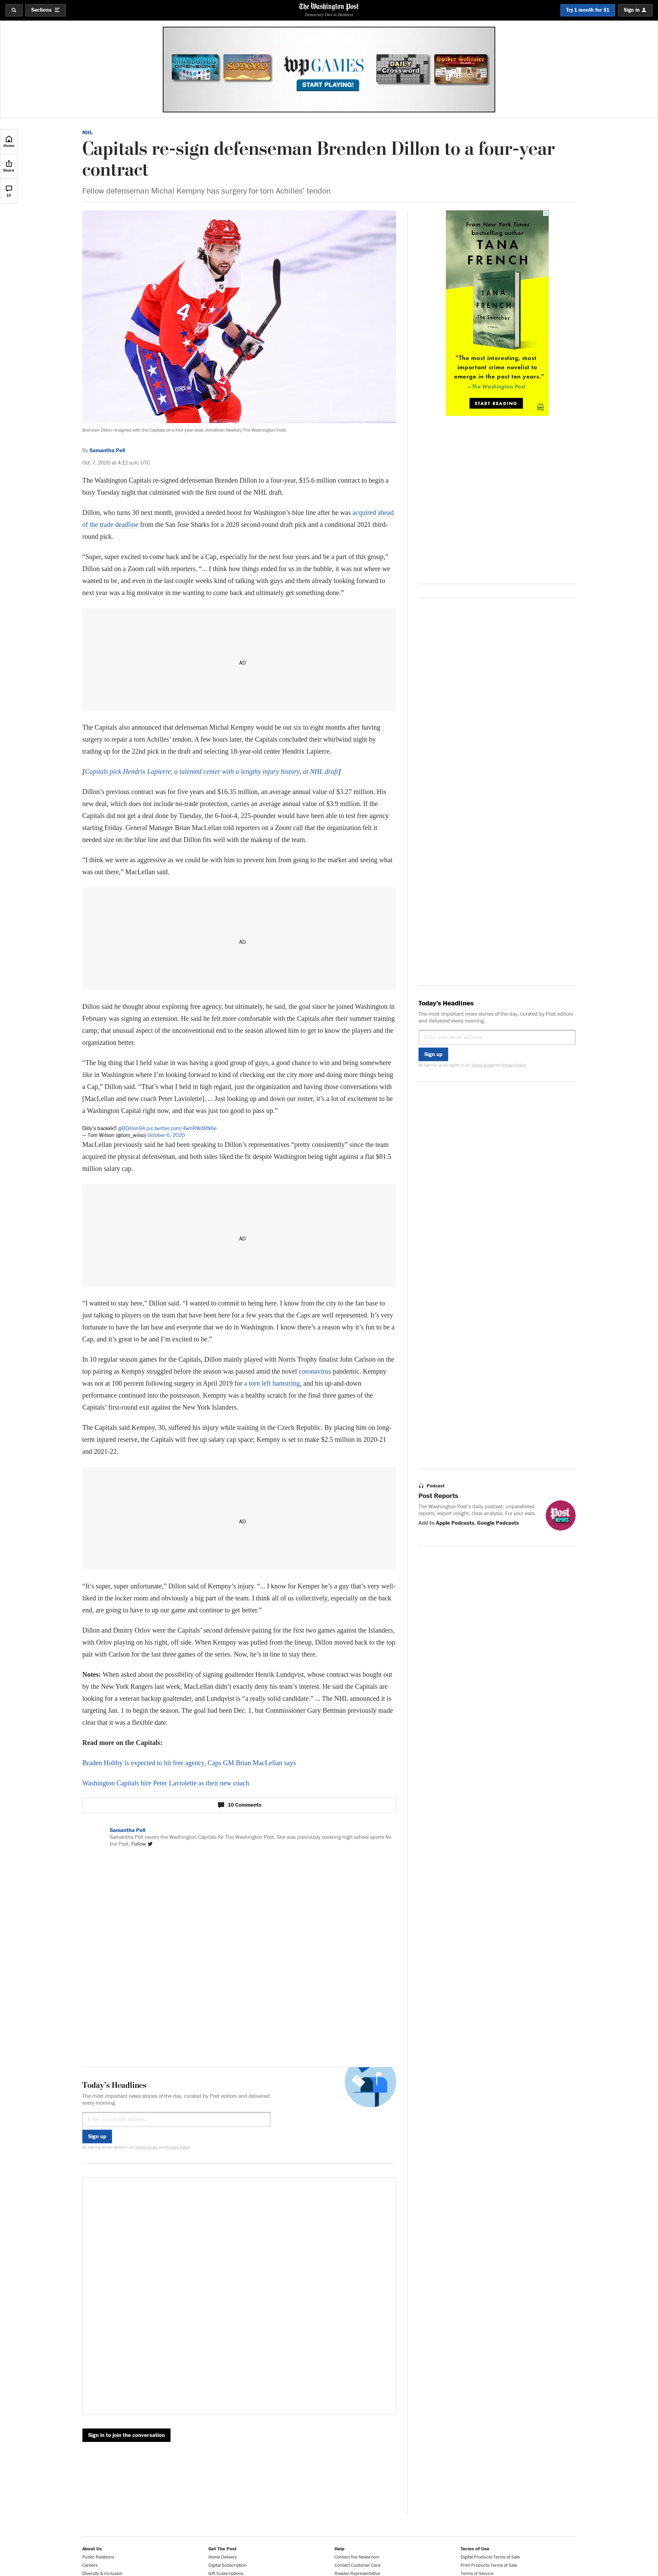 Sections
The Washington Post
Democracy Dies in Darkness
Try 1 month for $1
Sign in
WP GAMES
START PLAYING!
DAILY
Crossword
Spider Solitaire
Home
Share
10
NHL
Capitals re-sign defenseman Brenden Dillon to a four-year
contract
Fellow defenseman Michal Kempny has surgery for torn Achilles' tendon
Brenden Dillon re-signed with the Capitals on a four-year deal. (Jonathan Newton/The Washington Post)
By Samantha Pell
Oct. 7, 2020 at 4:12 a.m. UTC
The Washington Capitals re-signed defenseman Brenden Dillon to a four-year, $15.6 million contract to begin a
busy Tuesday night that culminated with the first round of the NHL draft.
Dillon, who turns 30 next month, provided a needed boost for Washington's blue line after he was acquired ahead
of the trade deadline from the San Jose Sharks for a 2020 second-round draft pick and a conditional 2021 third-
round pick.
“Super, super excited to come back and be a Cap, especially for the next four years and be a part of this group,”
Dillon said on a Zoom call with reporters. “... I think how things ended for us in the bubble, it was not where we
wanted to be, and even in the last couple weeks kind of talking with guys and them already looking forward to
next year was a big motivator in me wanting to come back and ultimately get something done.”
AD
The Capitals also announced that defenseman Michal Kempny would be out six to eight months after having
surgery to repair a torn Achilles' tendon. A few hours later, the Capitals concluded their whirlwind night by
trading up for the 22nd pick in the draft and selecting 18-year-old center Hendrix Lapierre.
[Capitals pick Hendrix Lapierre, a talented center with a lengthy injury history, at NHL draft]
Dillon's previous contract was for five years and $16.35 million, an average annual value of $3.27 million. His
new deal, which does not include no-trade protection, carries an average annual value of $3.9 million. If the
Capitals did not get a deal done by Tuesday, the 6-foot-4, 225-pounder would have been able to test free agency
starting Friday. General Manager Brian MacLellan told reporters on a Zoom call that the organization felt it
needed size on the blue line and that Dillon fits well with the makeup of the team.
“I think we were as aggressive as we could be with him to prevent him from going to the market and seeing what
was out there,” MacLellan said.
AD
Dillon said he thought about exploring free agency, but ultimately, he said, the goal since he joined Washington in
February was signing an extension. He said he felt more comfortable with the Capitals after their summer training
camp; that unusual aspect of the unconventional end to the season allowed him to get to know the players and the
organization better.
“The big thing that I held value in was having a good group of guys, a good chance to win and being somewhere
like in Washington where I'm looking forward to kind of checking out the city more and doing more things being
a Cap,” Dillon said. “That's what I held in high regard, just the organization and having those conversations with
[MacLellan and new coach Peter Laviolette]. ... Just looking up and down our roster, it's a lot of excitement to be
a Washington Capital right now, and that was just too good to pass up.”
Dilly's backkk!! @BDillon04 pic.twitter.com/4whRWdRN6e
— Tom Wilson (@tom_wilso) October 6, 2020
MacLellan previously said he had been speaking to Dillon's representatives “pretty consistently” since the team
acquired the physical defenseman, and both sides liked the fit despite Washington being tight against a flat $81.5
million salary cap.
AD
“I wanted to stay here,” Dillon said. “I wanted to commit to being here. I know from the city to the fan base to
just talking to players on the team that have been here for a few years that the Caps are well represented. It's very
fortunate to have the fan base and everyone that we do in Washington. I know there's a reason why it's fun to be a
Cap, and it's great to be and I'm excited to be.”
In 10 regular season games for the Capitals, Dillon mainly played with Norris Trophy finalist John Carlson on the
top pairing as Kempny struggled before the season was paused amid the novel coronavirus pandemic. Kempny
was not at 100 percent following surgery in April 2019 for a torn left hamstring, and his up-and-down
performance continued into the postseason. Kempny was a healthy scratch for the final three games of the
Capitals' first-round exit against the New York Islanders.
The Capitals said Kempny, 30, suffered his injury while training in the Czech Republic. By placing him on long-
term injured reserve, the Capitals will free up salary cap space; Kempny is set to make $2.5 million in 2020-21
and 2021-22.
AD
“It's super, super unfortunate,” Dillon said of Kempny's injury. “... I know for Kemper he's a guy that's very well-
liked in the locker room and obviously a big part of the team. I think all of us collectively, especially on the back
end, are going to have to up our game and continue to get better.”
Dillon and Dmitry Orlov were the Capitals' second defensive pairing for the first two games against the Islanders,
with Orlov playing on his right, off side. When Kempny was pulled from the lineup, Dillon moved back to the top
pair with Carlson for the last three games of the series. Now, he's in line to stay there.
Notes: When asked about the possibility of signing goaltender Henrik Lundqvist, whose contract was bought out
by the New York Rangers last week, MacLellan didn't exactly deny his team's interest. He said the Capitals are
looking for a veteran backup goaltender, and Lundqvist is “a really solid candidate.” ... The NHL announced it is
targeting Jan. 1 to begin the season. The goal had been Dec. 1, but Commissioner Gary Bettman previously made
clear that it was a flexible date.
Read more on the Capitals:
Braden Holtby is expected to hit free agency, Caps GM Brian MacLellan says
Washington Capitals hire Peter Laviolette as their new coach
10 Comments
Samantha Pell
Samantha Pell covers the Washington Capitals for The Washington Post. She was previously covering high school sports for
the Post. Follow
From New York Times
bestselling author
TANA
FRENCH
TANA
FRENCH
The Searcher
“The most interesting, most
important crime novelist to
emerge in the past ten years.”
—The Washington Post
START READING
Today's Headlines
The most important news stories of the day, curated by Post editors
and delivered every morning.
Enter your email address
Sign up
By signing up you agree to our Terms of Use and Privacy Policy
Podcast
Post Reports
The Washington Post's daily podcast: unparalleled
reports, expert insight, clear analysis. For your ears.
Add to Apple Podcasts, Google Podcasts
Post
REPORTS
Today's Headlines
The most important news stories of the day, curated by Post editors and delivered
every morning.
Enter your email address
Sign up
By signing up you agree to our Terms of Use and Privacy Policy
Sign in to join the conversation
About Us
Public Relations
Careers
Diversity & Inclusion
Get The Post
Home Delivery
Digital Subscription
Gift Subscriptions
Help
Contact the Newsroom
Contact Customer Care
Reader Representative
Terms of Use
Digital Products Terms of Sale
Print Products Terms of Sale
Terms of Service